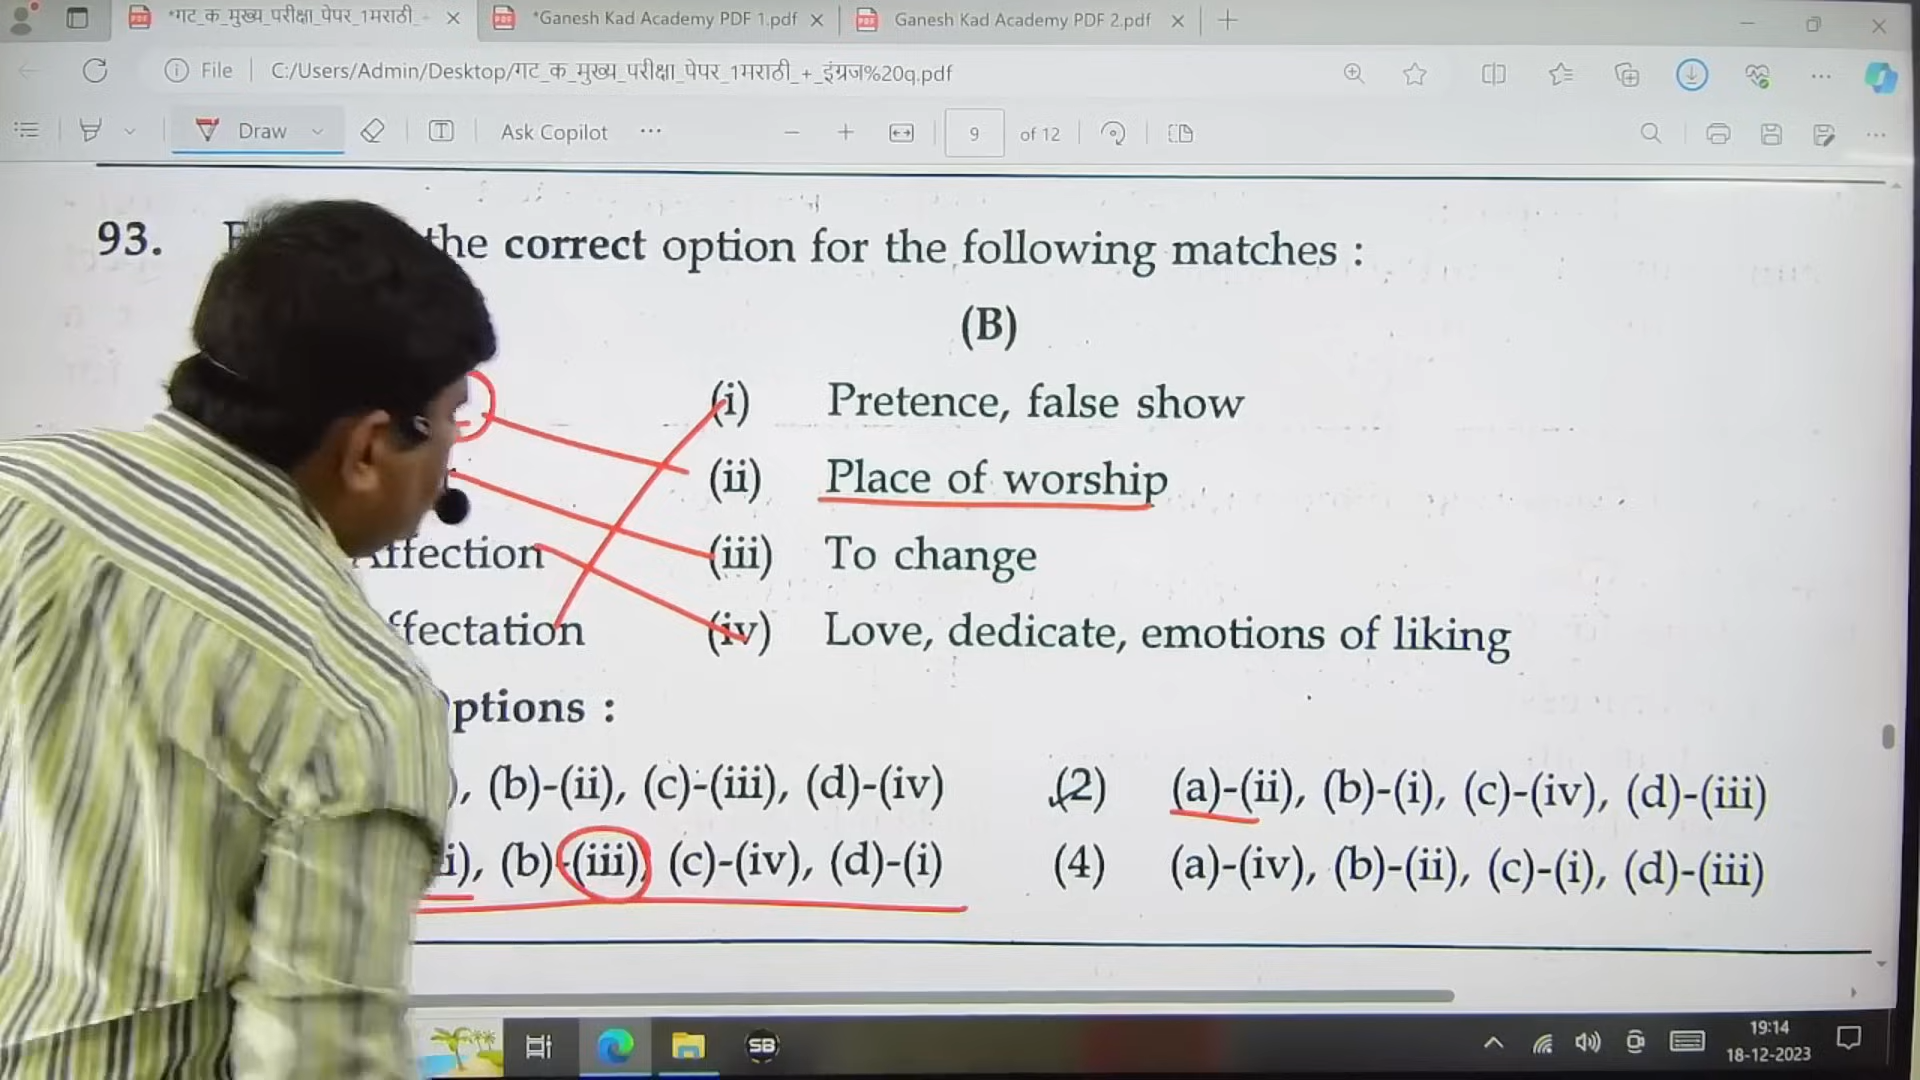 *गट_क_मुख्य_परीक्षा_पेपर_1मराठी_+
*Ganesh Kad Academy PDF 1.pdf
Ganesh Kad Academy PDF 2.pdf
File
C:/Users/Admin/Desktop/गट_क_मुख्य_परीक्षा_पेपर_1मराठी_+_इंग्रज%20q.pdf
Draw
Ask Copilot
9 of 12
93. the correct option for the following matches :
(B)
(i) Pretence, false show
(ii) Place of worship
(iii) To change
Affection
(iv) Love, dedicate, emotions of liking
ffectation
ptions :
), (b)-(ii), (c)-(iii), (d)-(iv)
(2) (a)-(ii), (b)-(i), (c)-(iv), (d)-(iii)
i), (b)-(iii), (c)-(iv), (d)-(i)
(4) (a)-(iv), (b)-(ii), (c)-(i), (d)-(iii)
SB
19:14
18-12-2023